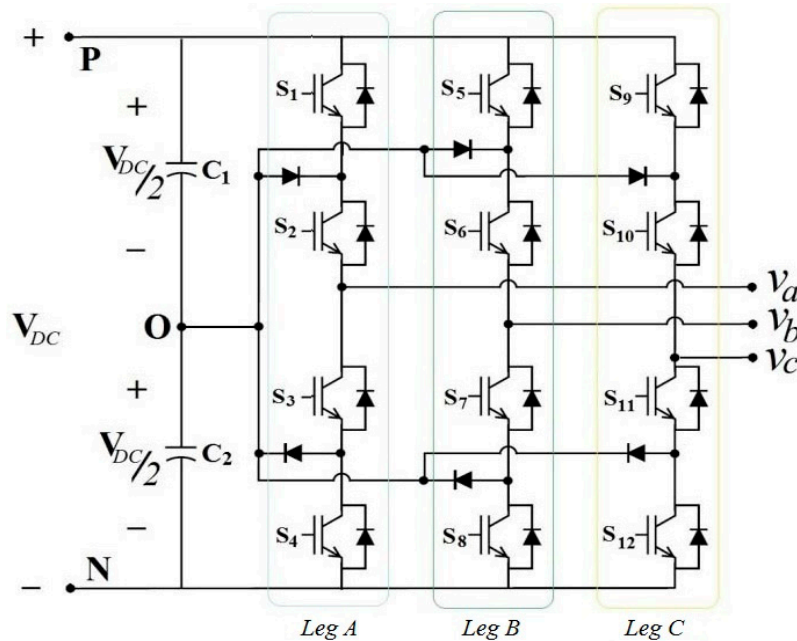 + P
S1 S5 S9
+
VDC/2 C1
−
S2 S6 S10
va
VDC O vb
vc
+
S3 S7 S11
VDC/2 C2
−
S4 S8 S12
− N
Leg A Leg B Leg C